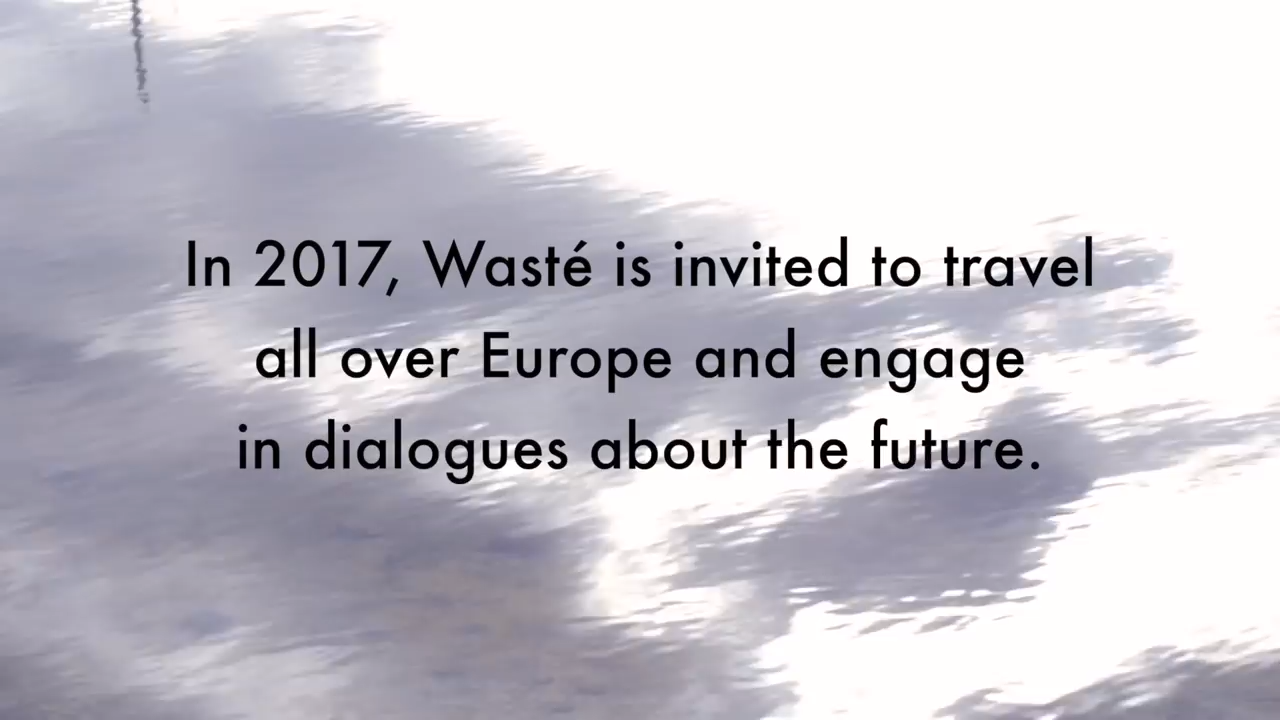 In 2017, Wasté is invited to travel
all over Europe and engage
in dialogues about the future.